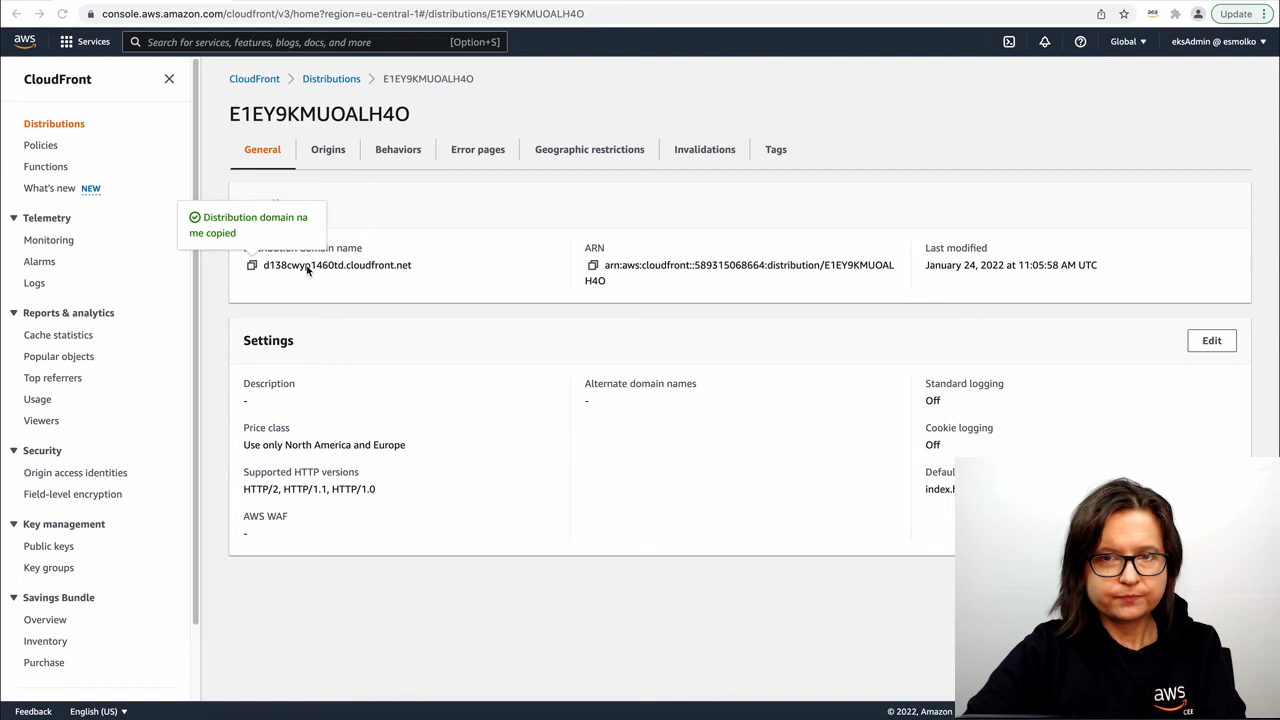 console.aws.amazon.com/cloudfront/v3/home?region=eu-central-1#/distributions/E1EY9KMUOALH4O
Update
aws
Services
Search for services, features, blogs, docs, and more
[Option+S]
Global
eksAdmin @ esmolko
CloudFront
Distributions
Policies
Functions
What's new NEW
Telemetry
Monitoring
Alarms
Logs
Reports & analytics
Cache statistics
Popular objects
Top referrers
Usage
Viewers
Security
Origin access identities
Field-level encryption
Key management
Public keys
Key groups
Savings Bundle
Overview
Inventory
Purchase
CloudFront
Distributions
E1EY9KMUOALH4O
E1EY9KMUOALH4O
General
Origins
Behaviors
Error pages
Geographic restrictions
Invalidations
Tags
Distribution domain na
me copied
domain name
.cloudfront.net
ARN
arn:aws:cloudfront::589315068664:distribution/E1EY9KMUOAL
H4O
Last modified
January 24, 2022 at 11:05:58 AM UTC
Settings
Edit
Description
-
Price class
Use only North America and Europe
Supported HTTP versions
HTTP/2, HTTP/1.1, HTTP/1.0
AWS WAF
-
Alternate domain names
-
Standard logging
Off
Cookie logging
Off
aws
CEE
Feedback
English (US)
© 2022, Amazon